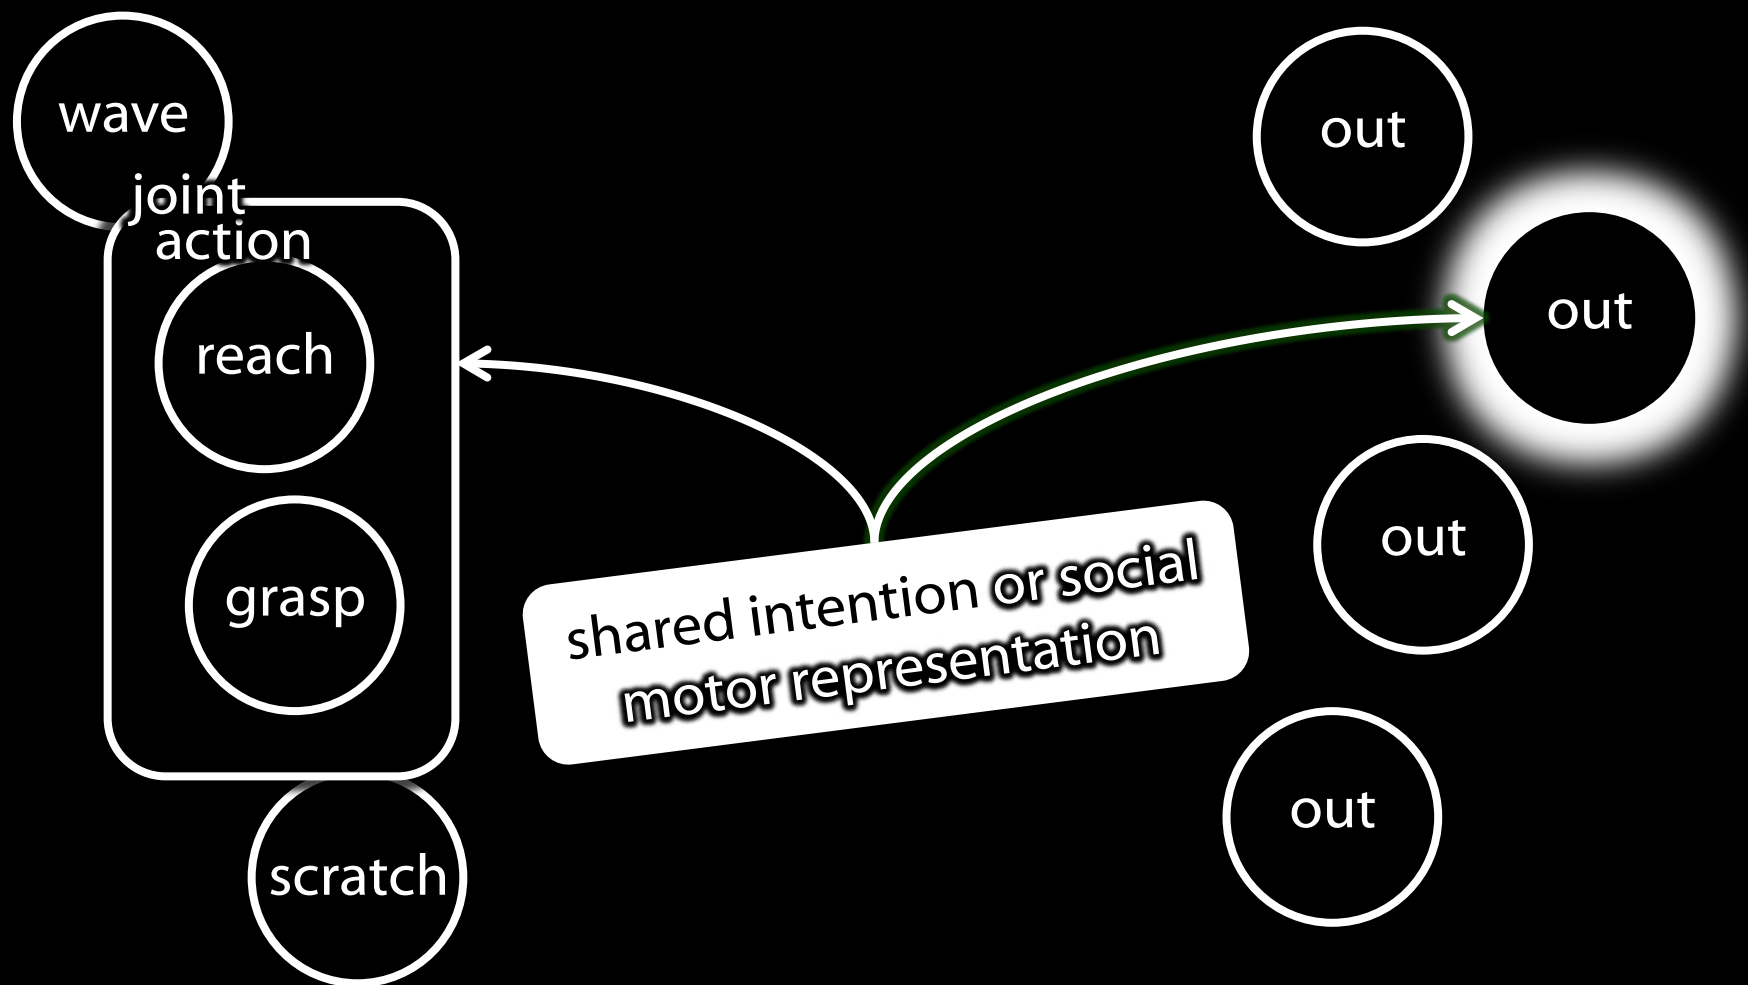 wave
joint
action
reach
grasp
scratch
shared intention or social
motor representation
out
out
out
out